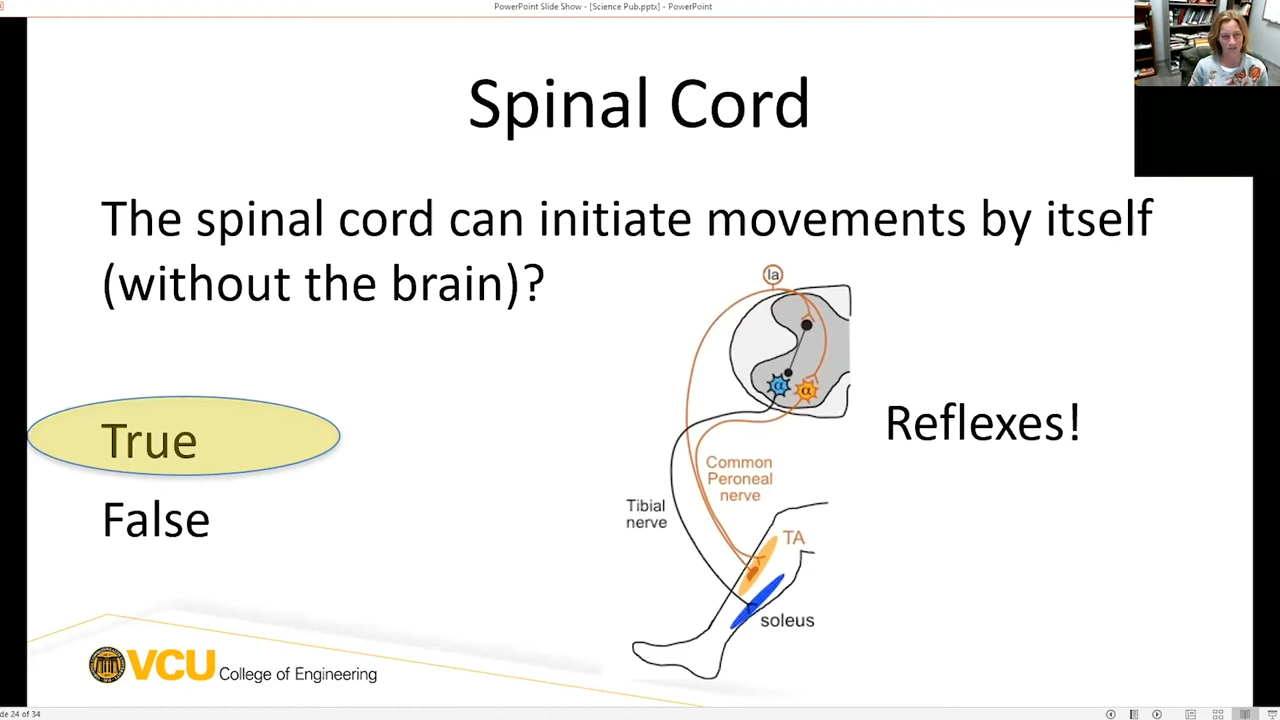 PowerPoint Slide Show - [Science Pub.pptx] - PowerPoint
Spinal Cord
The spinal cord can initiate movements by itself
(without the brain)?
Ia
α α
True
Reflexes!
Common
Peroneal
nerve
Tibial
nerve
False
TA
soleus
VCU College of Engineering
lide 24 of 34